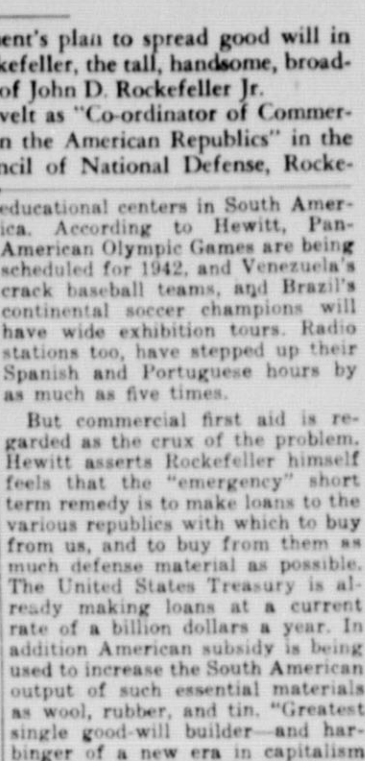 ent's plan to spread good will in
kefeller, the tall, handsome, broad-
of John D. Rockefeller Jr.
velt as "Co-ordinator of Commer-
n the American Republics" in the
ncil of National Defense, Rocke-
educational centers in South Amer-
ica. According to Hewitt, Pan-
American Olympic Games are being
scheduled for 1942, and Venezuela's
crack baseball teams, and Brazil's
continental soccer champions will
have wide exhibition tours. Radio
stations too, have stepped up their
Spanish and Portuguese hours by
as much as five times.
But commercial first aid is re-
garded as the crux of the problem.
Hewitt asserts Rockefeller himself
feels that the "emergency" short
term remedy is to make loans to the
various republics with which to buy
from us, and to buy from them as
much defense material as possible.
The United States Treasury is al-
ready making loans at a current
rate of a billion dollars a year. In
addition American subsidy is being
used to increase the South American
output of such essential materials
as wool, rubber, and tin. "Greatest
single good-will builder—and har-
binger of a new era in capitalism